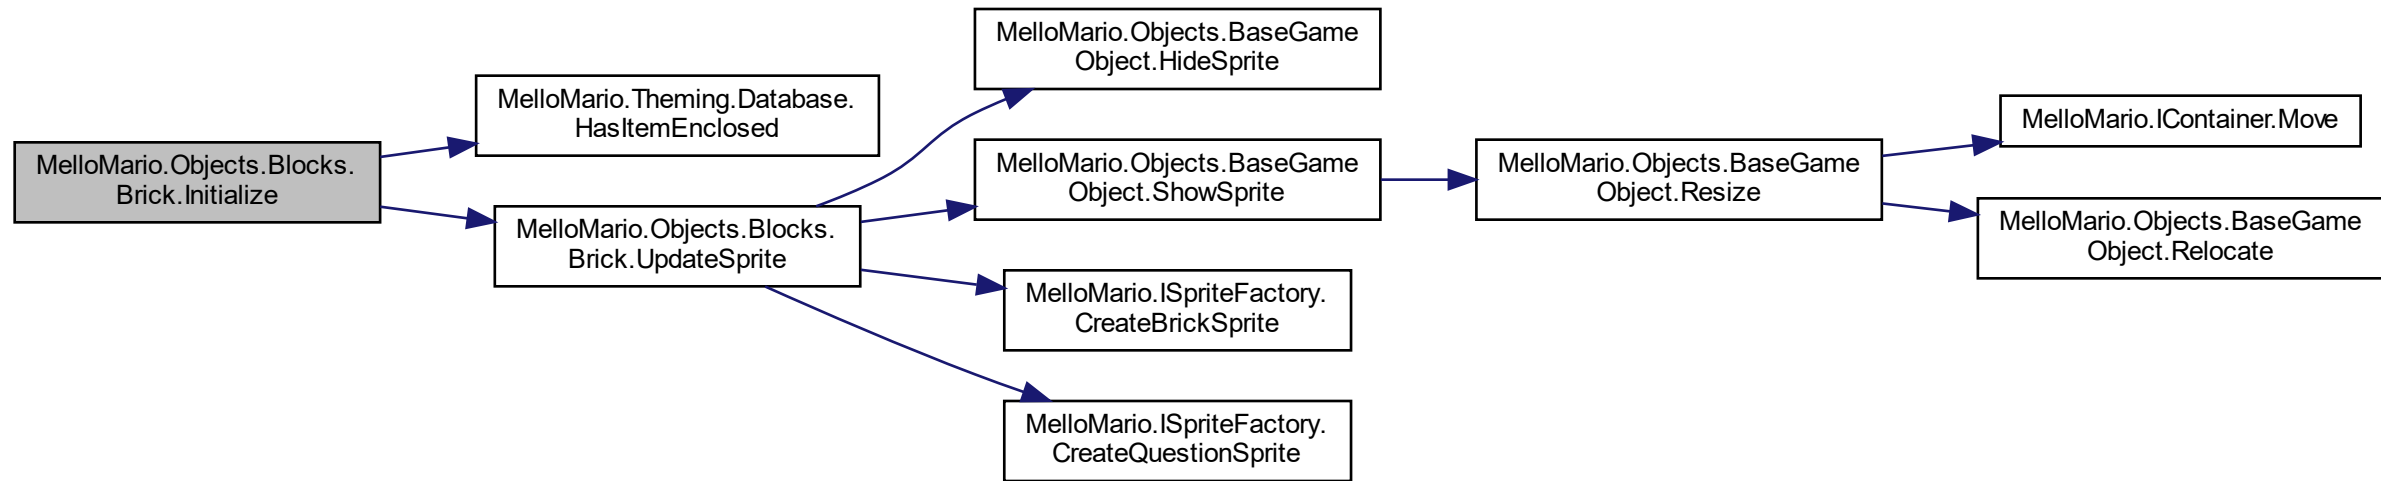 MelloMario.Objects.Blocks.
Brick.Initialize
MelloMario.Theming.Database.
HasItemEnclosed
MelloMario.Objects.Blocks.
Brick.UpdateSprite
MelloMario.Objects.BaseGame
Object.HideSprite
MelloMario.Objects.BaseGame
Object.ShowSprite
MelloMario.ISpriteFactory.
CreateBrickSprite
MelloMario.ISpriteFactory.
CreateQuestionSprite
MelloMario.Objects.BaseGame
Object.Resize
MelloMario.IContainer.Move
MelloMario.Objects.BaseGame
Object.Relocate